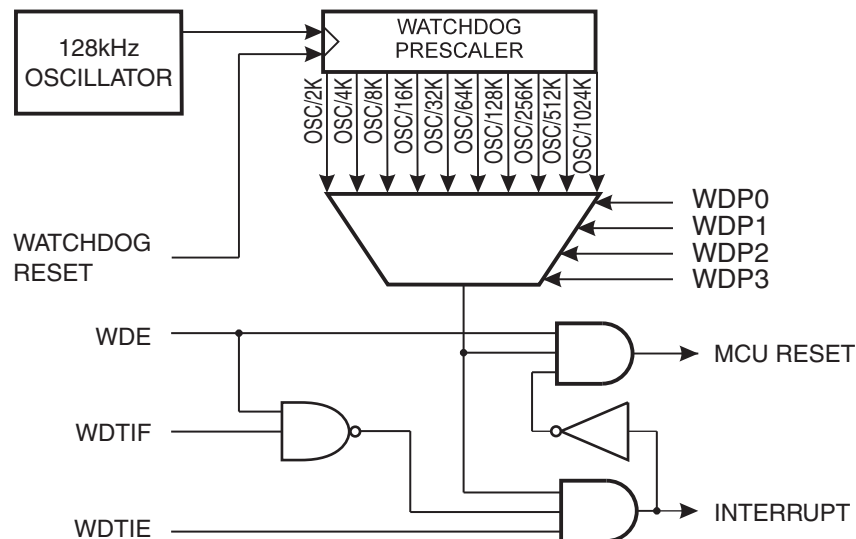 128kHz
OSCILLATOR
WATCHDOG
PRESCALER
OSC/2K
OSC/4K
OSC/8K
OSC/16K
OSC/32K
OSC/64K
OSC/128K
OSC/256K
OSC/512K
OSC/1024K
WATCHDOG
RESET
WDP0
WDP1
WDP2
WDP3
WDE
MCU RESET
WDTIF
INTERRUPT
WDTIE